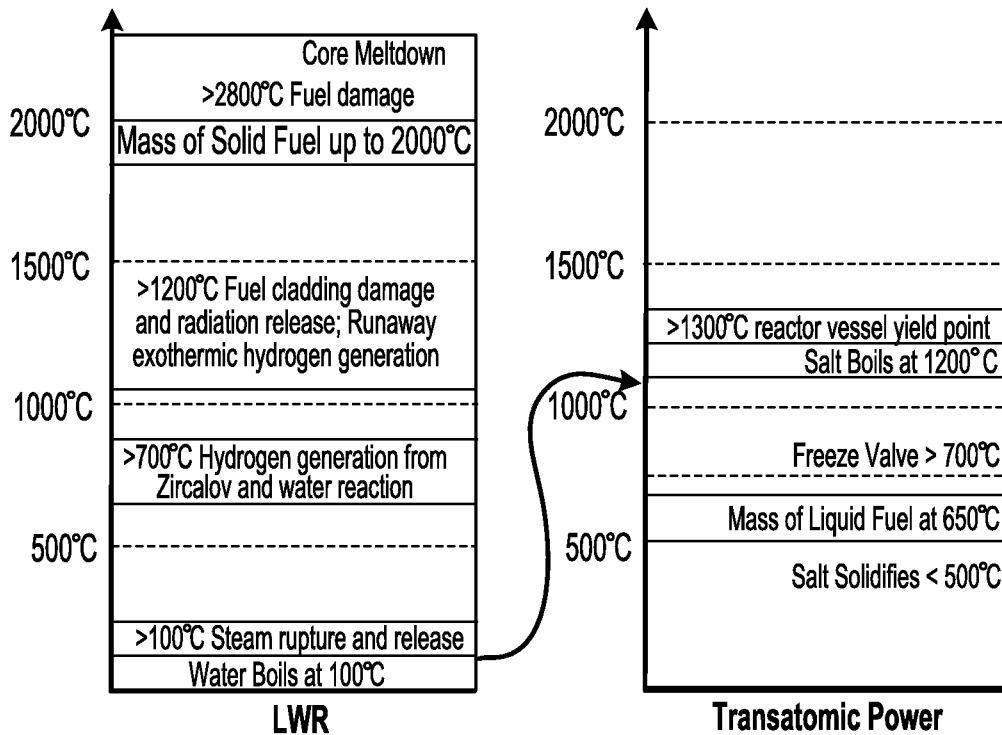 Core Meltdown
>2800°C Fuel damage
2000°C
Mass of Solid Fuel up to 2000°C
1500°C
>1200°C Fuel cladding damage
and radiation release; Runaway
exothermic hydrogen generation
1000°C
>700°C Hydrogen generation from
Zircalov and water reaction
500°C
>100°C Steam rupture and release
Water Boils at 100°C
LWR
2000°C
1500°C
>1300°C reactor vessel yield point
Salt Boils at 1200°C
1000°C
Freeze Valve > 700°C
Mass of Liquid Fuel at 650°C
500°C
Salt Solidifies < 500°C
Transatomic Power